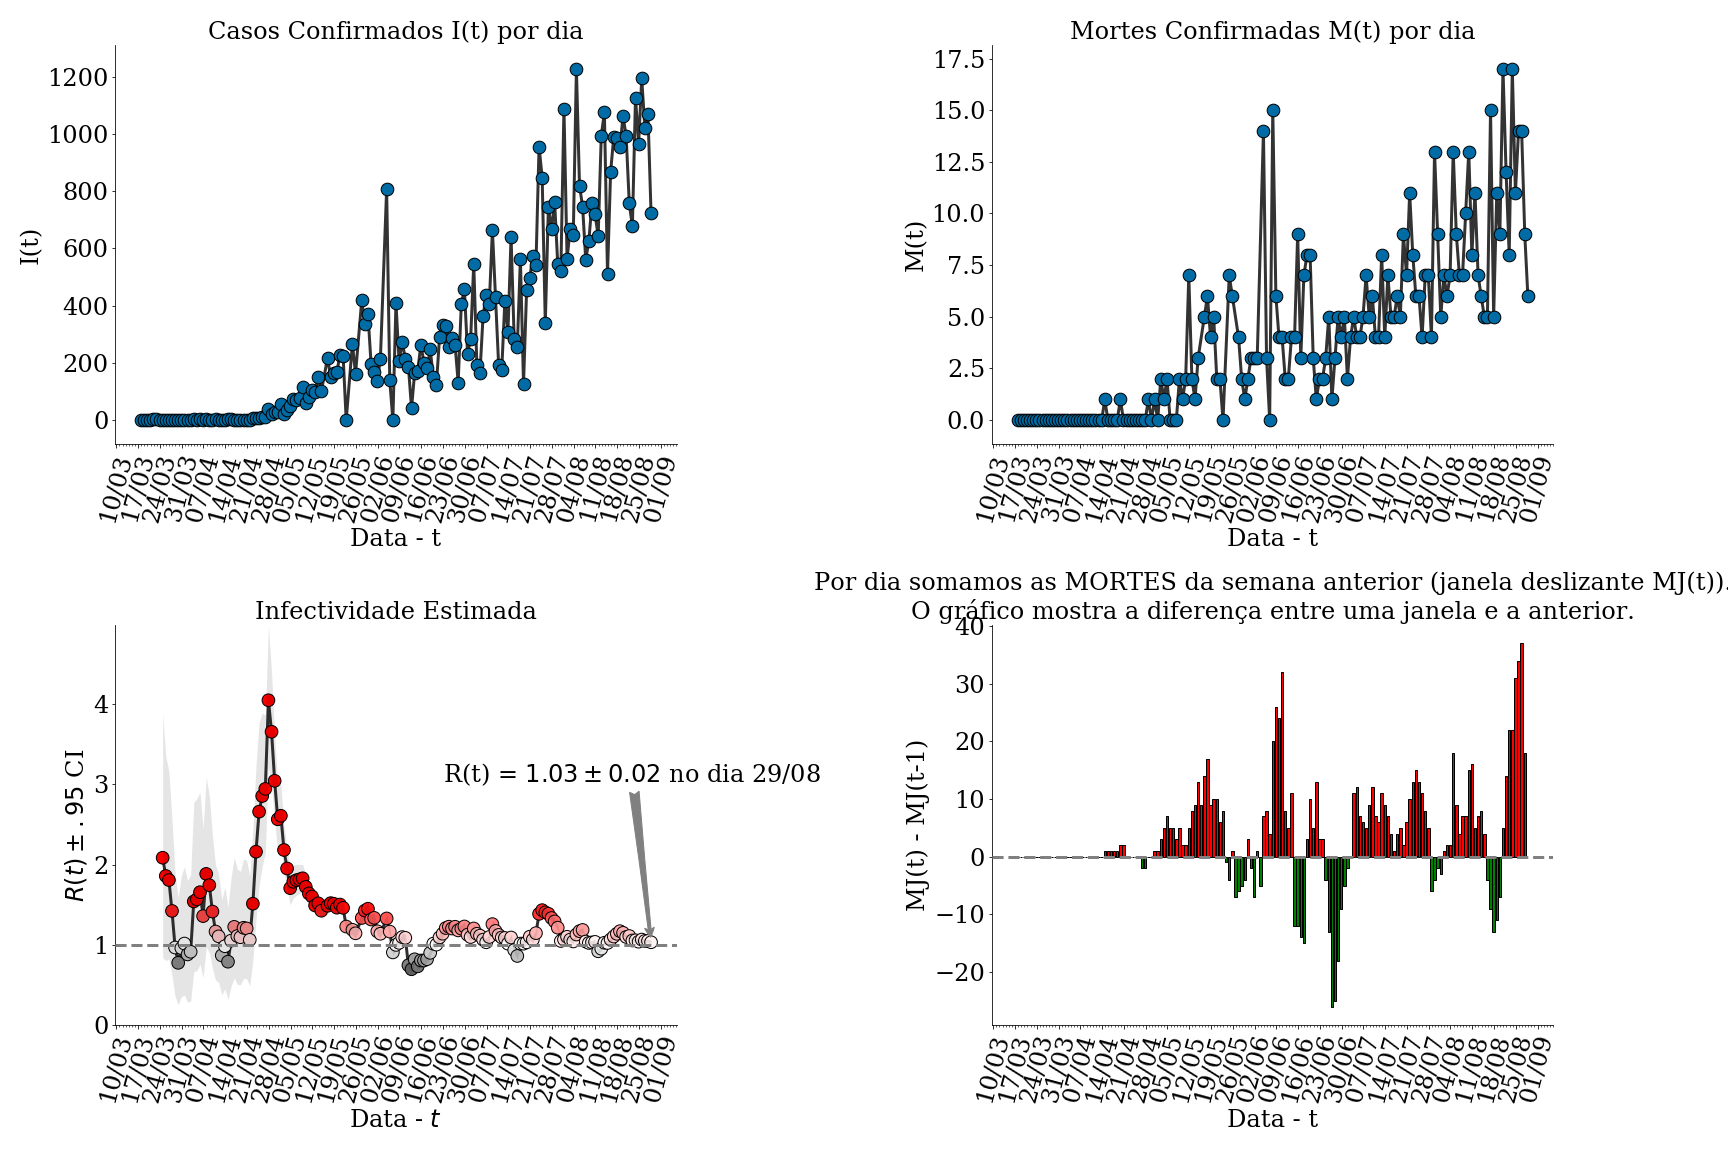 Casos Confirmados I(t) por dia
I(t)
1200
1000
800
600
400
200
0
10/03 17/03 24/03 31/03 07/04 14/04 21/04 28/04 05/05 12/05 19/05 26/05 02/06 09/06 16/06 23/06 30/06 07/07 14/07 21/07 28/07 04/08 11/08 18/08 25/08 01/09
Data - t
Mortes Confirmadas M(t) por dia
M(t)
17.5
15.0
12.5
10.0
7.5
5.0
2.5
0.0
10/03 17/03 24/03 31/03 07/04 14/04 21/04 28/04 05/05 12/05 19/05 26/05 02/06 09/06 16/06 23/06 30/06 07/07 14/07 21/07 28/07 04/08 11/08 18/08 25/08 01/09
Data - t
Infectividade Estimada
R(t) ± .95 CI
4
3
2
1
0
R(t) = 1.03 ± 0.02 no dia 29/08
10/03 17/03 24/03 31/03 07/04 14/04 21/04 28/04 05/05 12/05 19/05 26/05 02/06 09/06 16/06 23/06 30/06 07/07 14/07 21/07 28/07 04/08 11/08 18/08 25/08 01/09
Data - t
Por dia somamos as MORTES da semana anterior (janela deslizante MJ(t)).
O gráfico mostra a diferença entre uma janela e a anterior.
MJ(t) - MJ(t-1)
40
30
20
10
0
−10
−20
10/03 17/03 24/03 31/03 07/04 14/04 21/04 28/04 05/05 12/05 19/05 26/05 02/06 09/06 16/06 23/06 30/06 07/07 14/07 21/07 28/07 04/08 11/08 18/08 25/08 01/09
Data - t